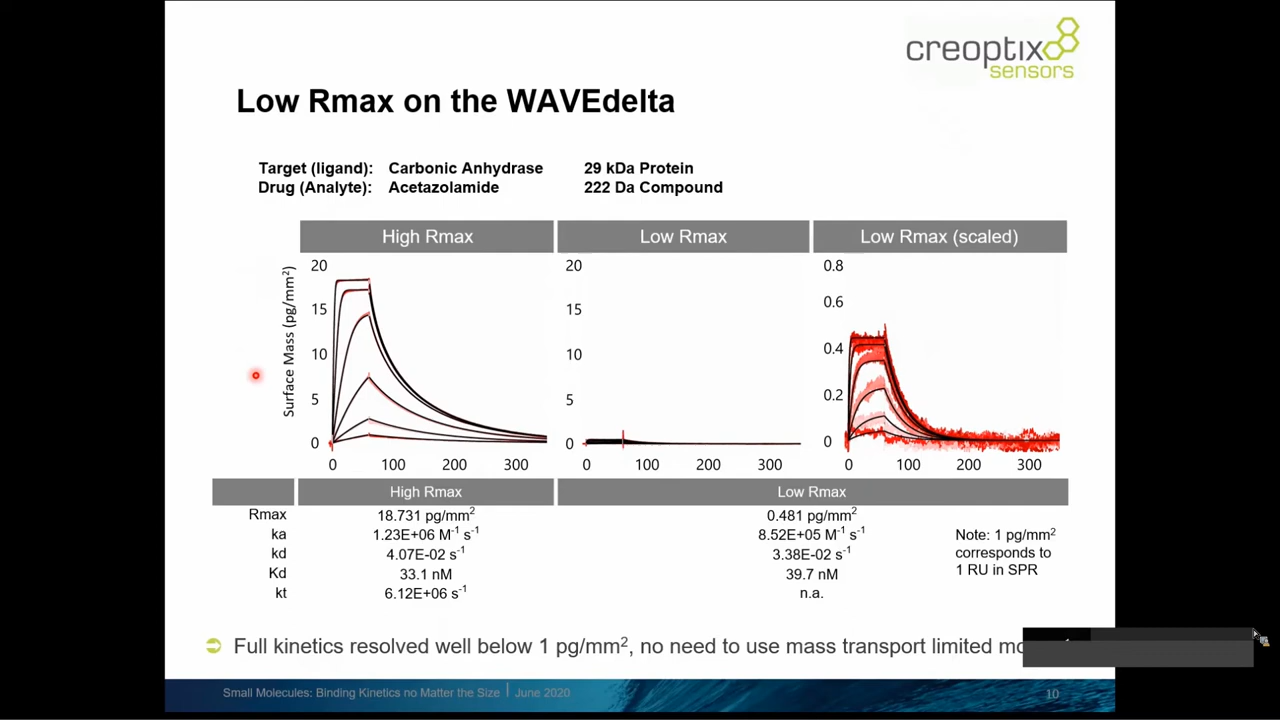 creoptix
sensors
Low Rmax on the WAVEdelta
Target (ligand): Carbonic Anhydrase 29 kDa Protein
Drug (Analyte): Acetazolamide 222 Da Compound
High Rmax Low Rmax Low Rmax (scaled)
Surface Mass (pg/mm²)
20 20 0.8
15 15 0.6
10 10 0.4
5 5 0.2
0 0 0
0 100 200 300 0 100 200 300 0 100 200 300
High Rmax Low Rmax
Rmax 18.731 pg/mm² 0.481 pg/mm²
ka 1.23E+06 M⁻¹ s⁻¹ 8.52E+05 M⁻¹ s⁻¹
kd 4.07E-02 s⁻¹ 3.38E-02 s⁻¹
Kd 33.1 nM 39.7 nM
kt 6.12E+06 s⁻¹ n.a.
Note: 1 pg/mm²
corresponds to
1 RU in SPR
Full kinetics resolved well below 1 pg/mm², no need to use mass transport limited
Small Molecules: Binding Kinetics no Matter the Size | June 2020 10